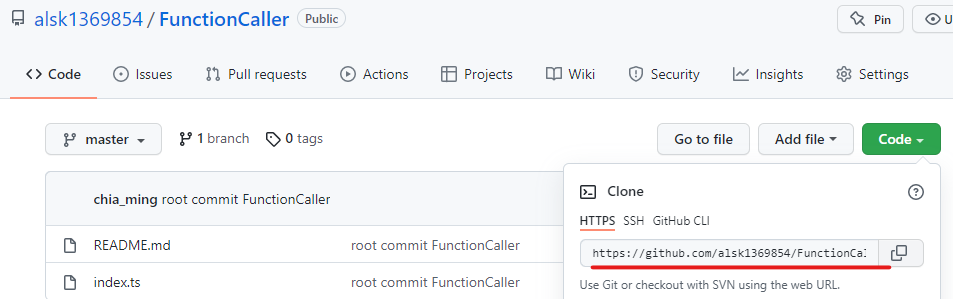 alsk1369854 / FunctionCaller Public Pin
Code Issues Pull requests Actions Projects Wiki Security Insights Settings
master 1 branch 0 tags Go to file Add file Code
chia_ming root commit FunctionCaller
README.md root commit FunctionCaller
index.ts root commit FunctionCaller
Clone
HTTPS SSH GitHub CLI
https://github.com/alsk1369854/FunctionCa
Use Git or checkout with SVN using the web URL.